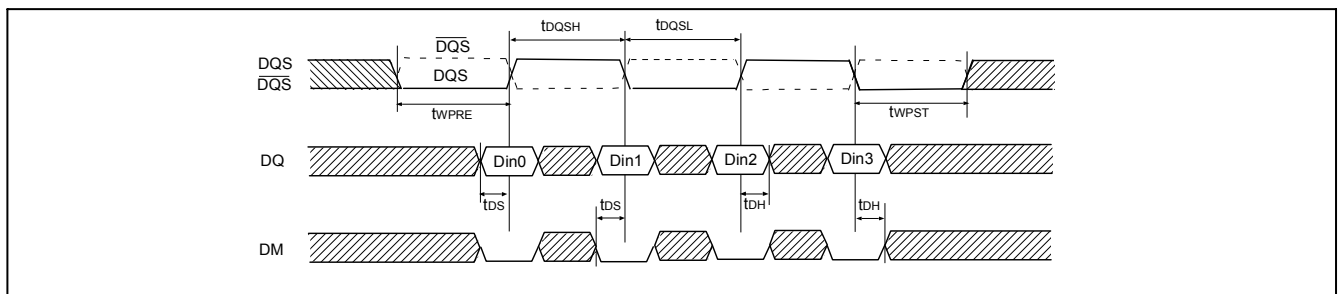 tDQSH tDQSL
DQS
DQS
DQS DQS
tWPRE tWPST
DQ Din0 Din1 Din2 Din3
tDS tDS tDH tDH
DM